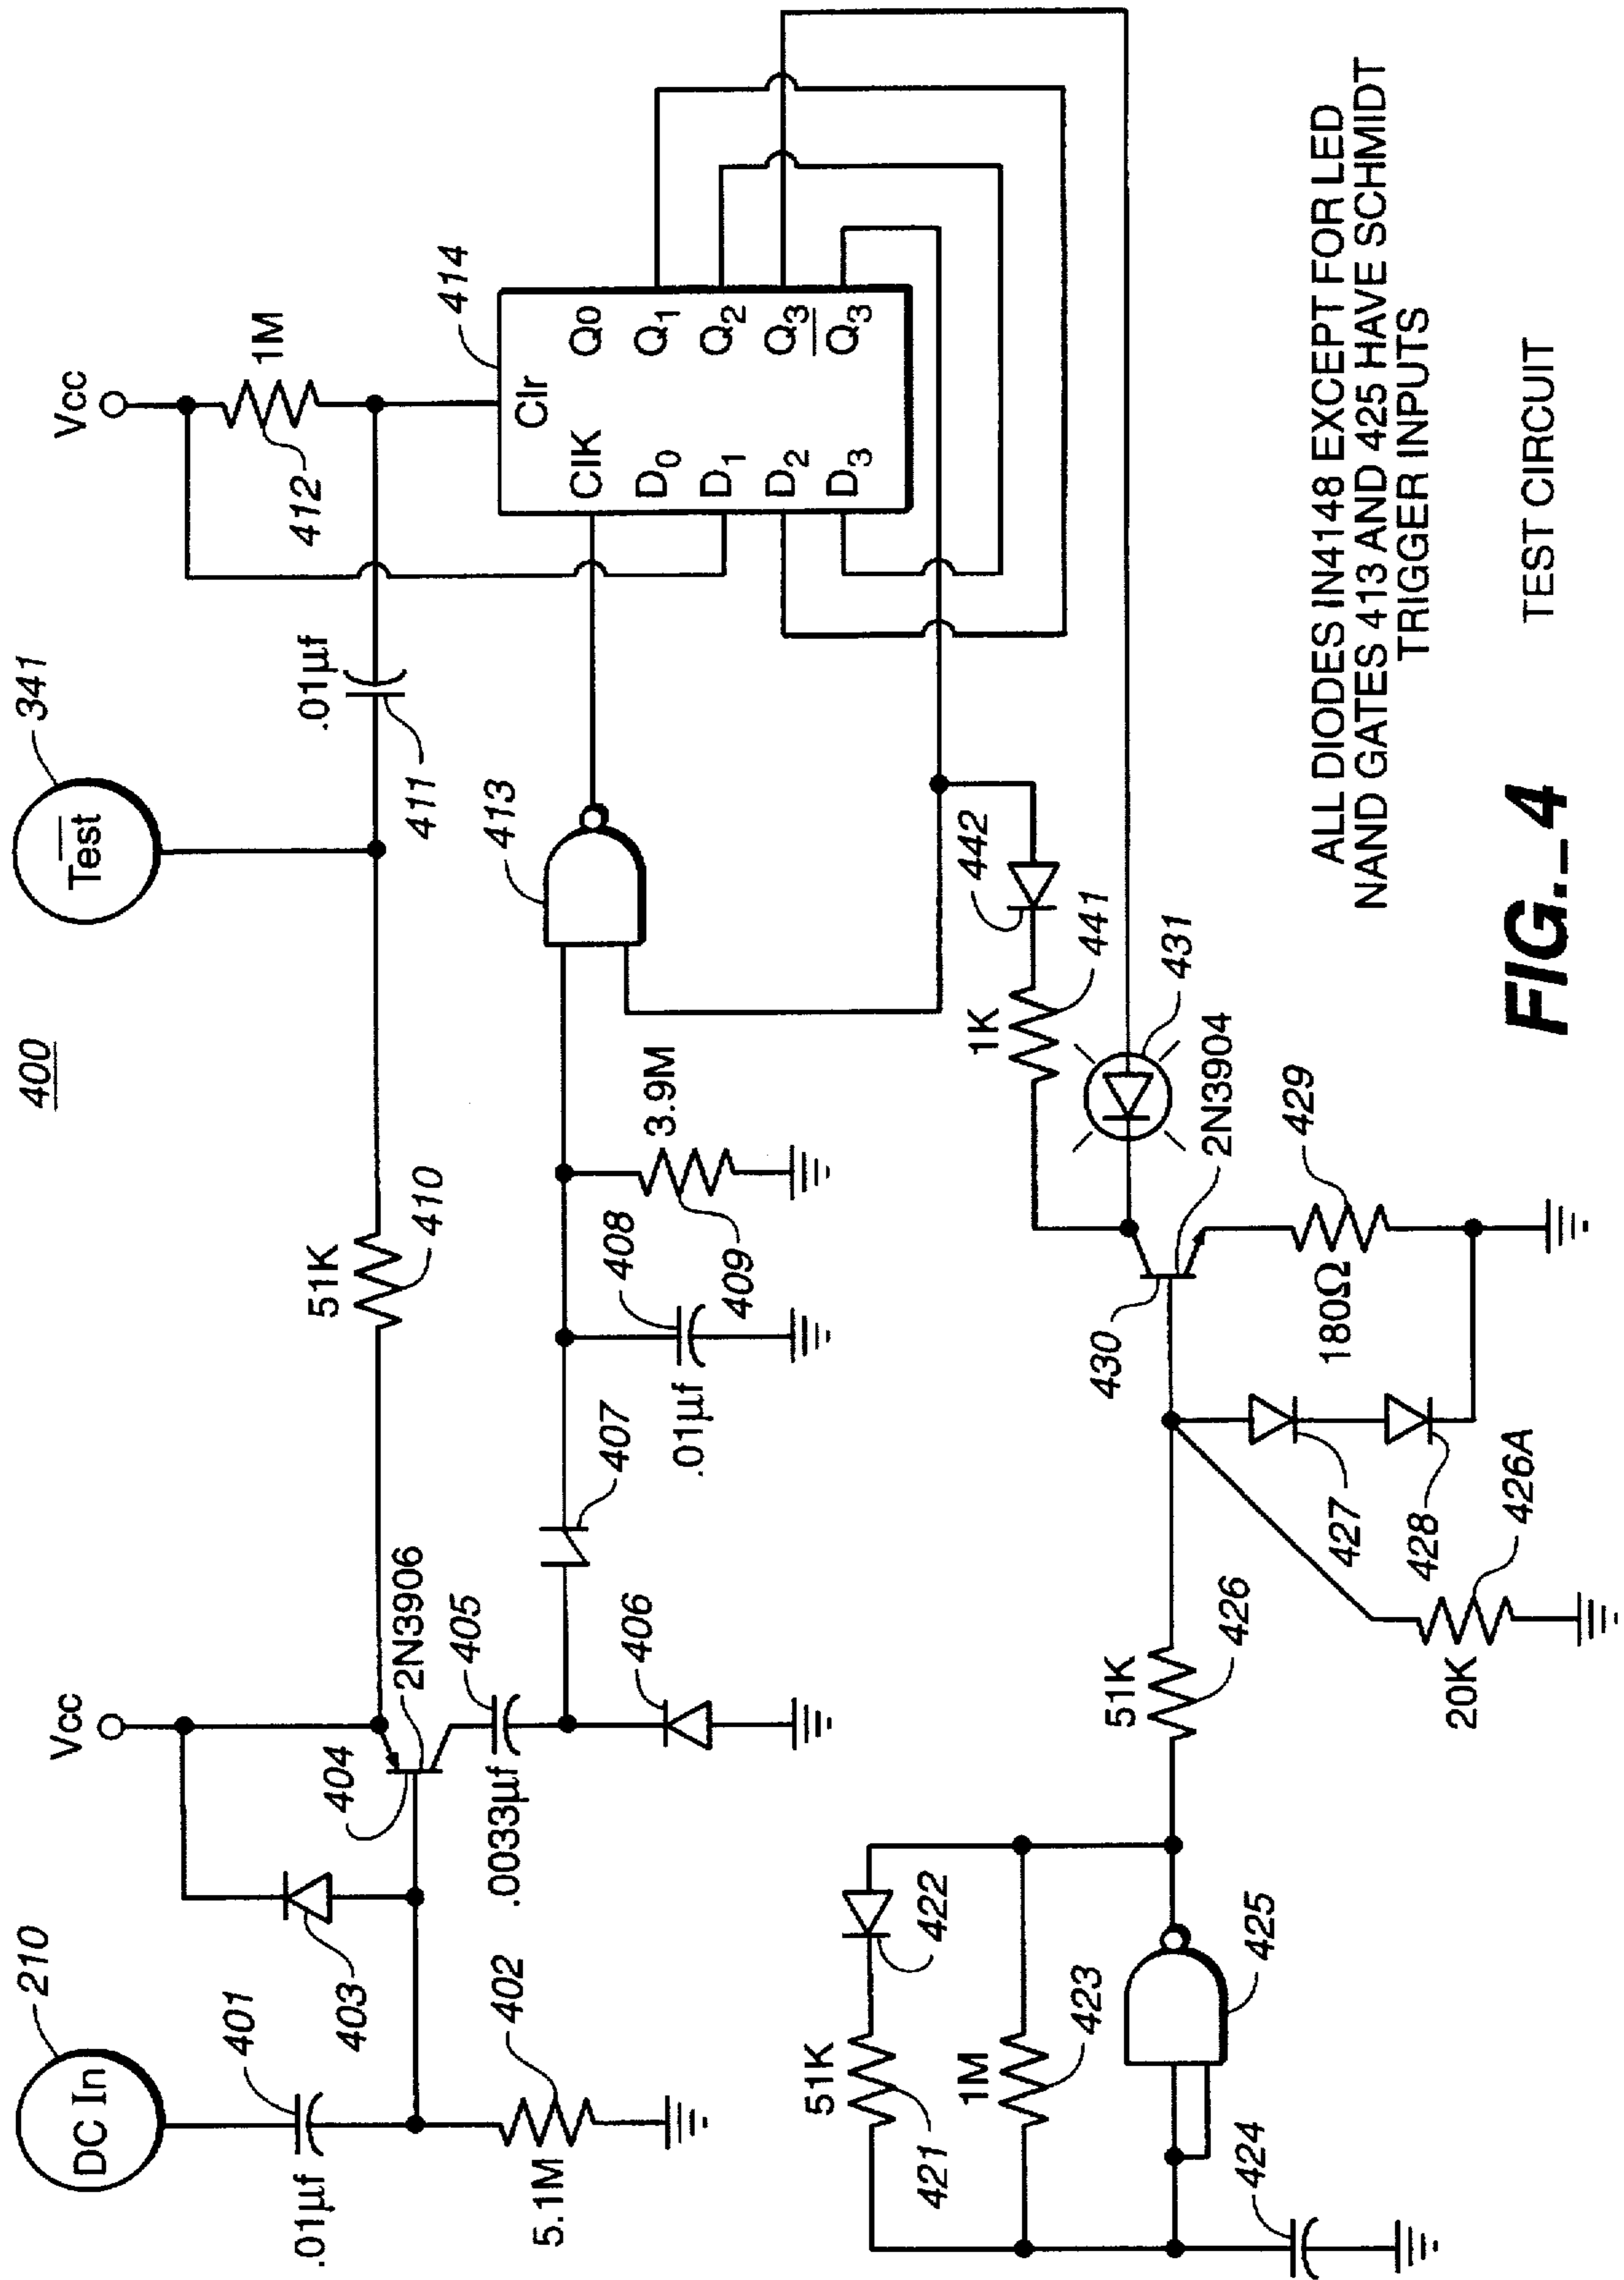 400
341
Test
210
DC In
Vcc
Vcc
401
.01µf
403
404
2N3906
402
5.1M
405
.0033µf
406
51K
410
.01µf
411
412
1M
414
Clr
ClK
D0
D1
D2
D3
Q0
Q1
Q2
Q3
Q3
413
407
408
.01µf
409
3.9M
442
441
1K
431
2N3904
430
429
180Ω
427
428
426A
20K
426
51K
422
421
51K
423
1M
425
424
ALL DIODES IN4148 EXCEPT FOR LED
NAND GATES 413 AND 425 HAVE SCHMIDT
TRIGGER INPUTS
TEST CIRCUIT
FIG._4